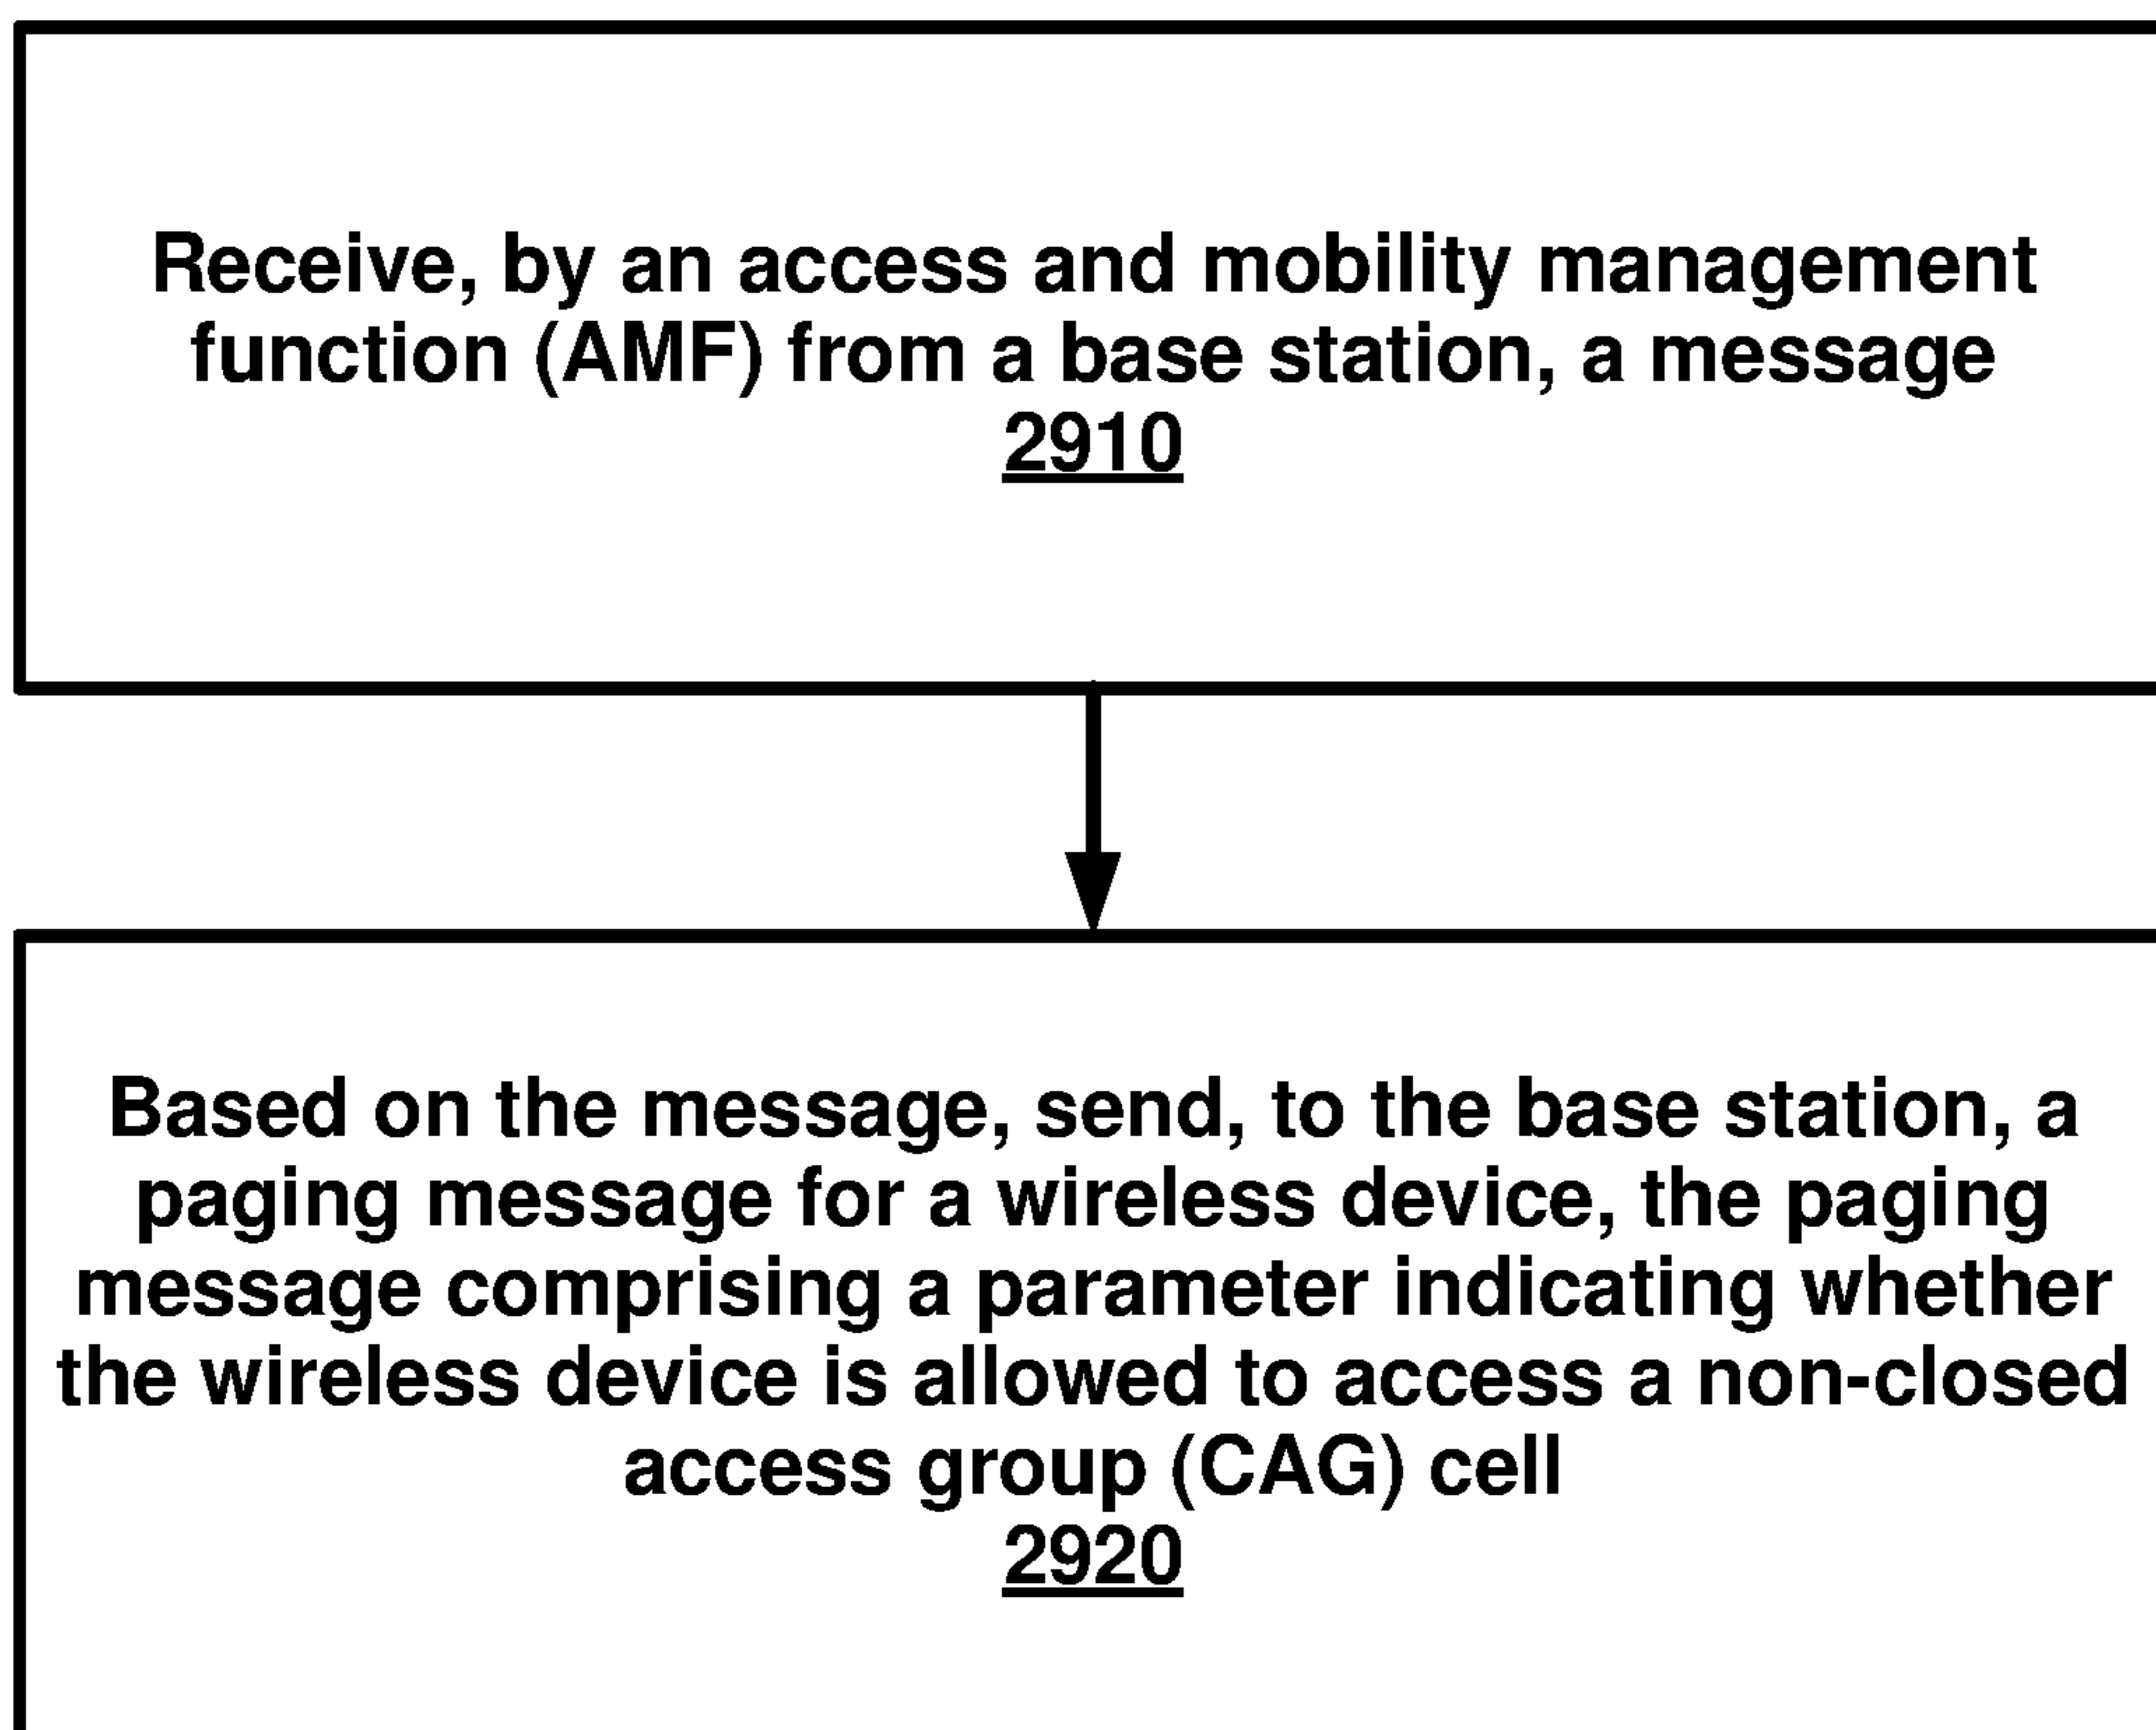 Receive, by an access and mobility management
function (AMF) from a base station, a message
2910
Based on the message, send, to the base station, a
paging message for a wireless device, the paging
message comprising a parameter indicating whether
the wireless device is allowed to access a non-closed
access group (CAG) cell
2920